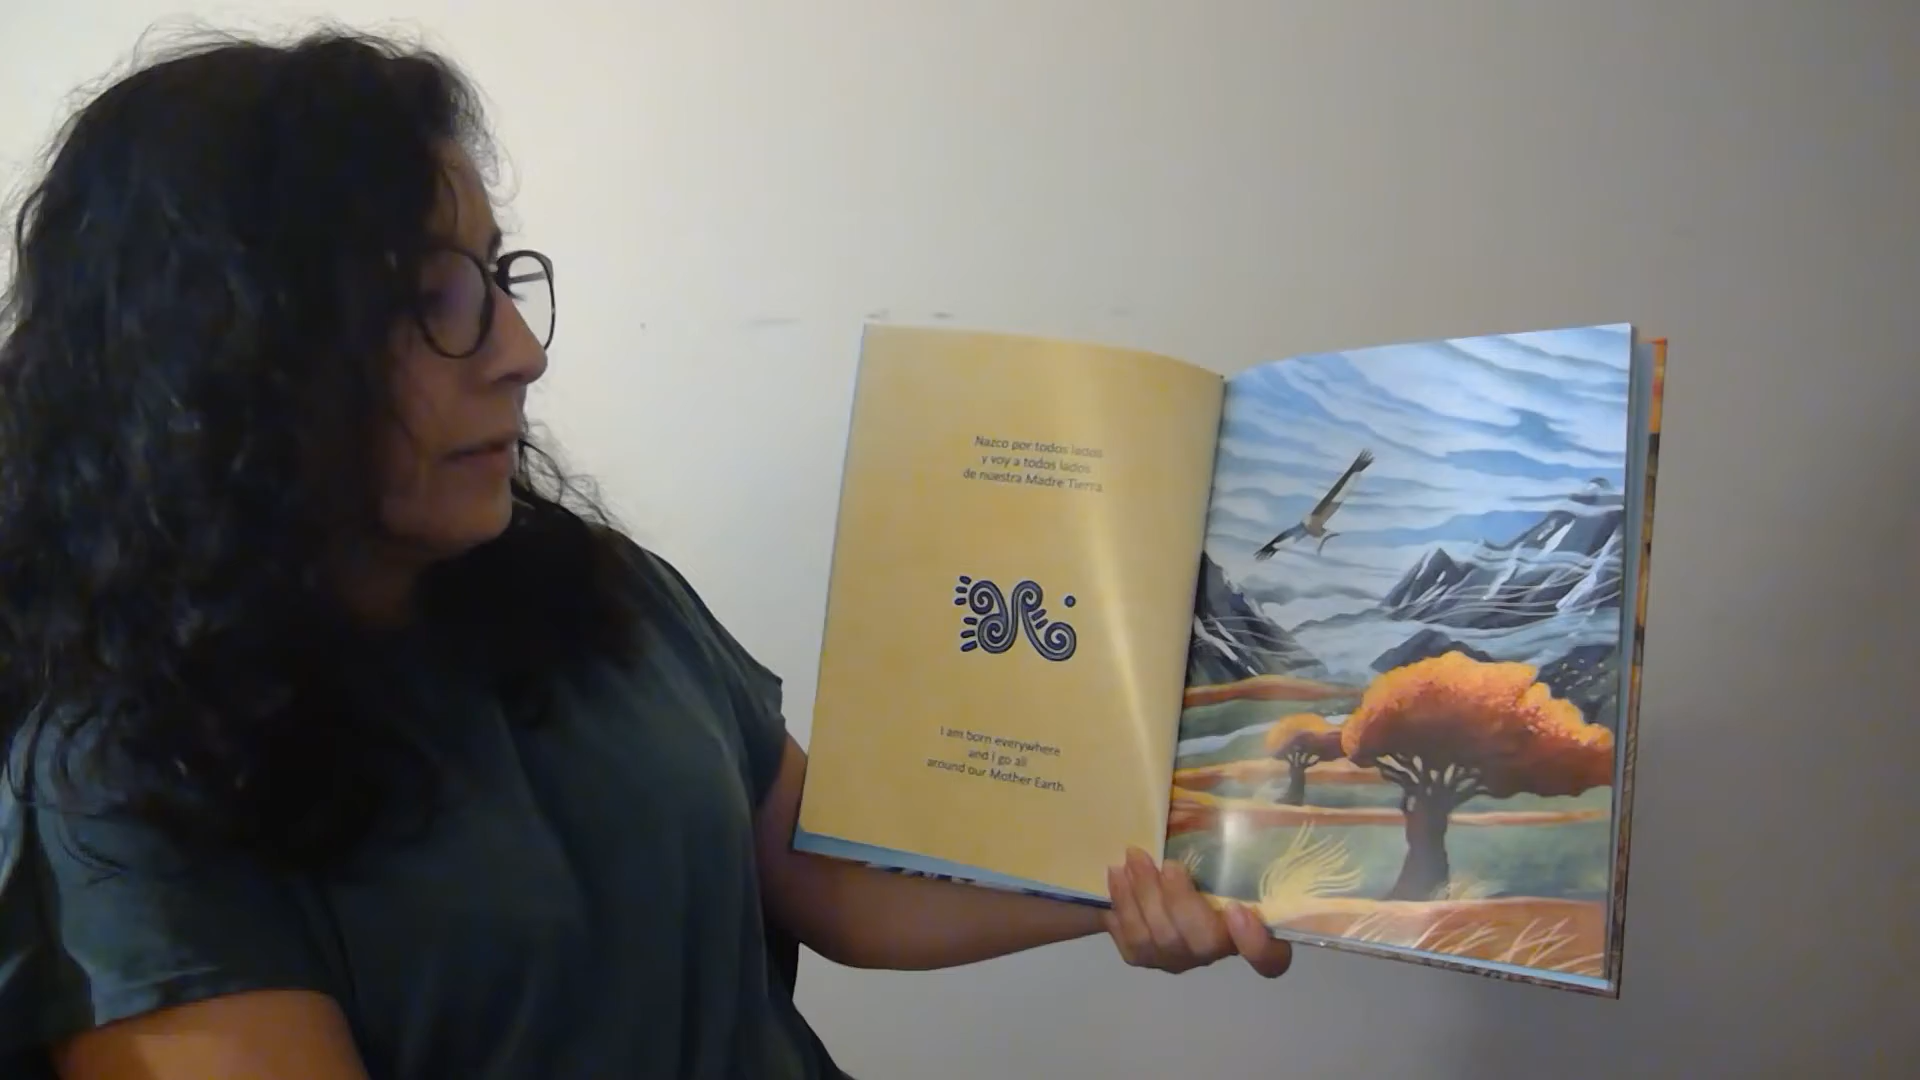 Nazco por todos lados
y voy a todos lados
de nuestra Madre Tierra.
I am born everywhere
and I go all
around our Mother Earth.